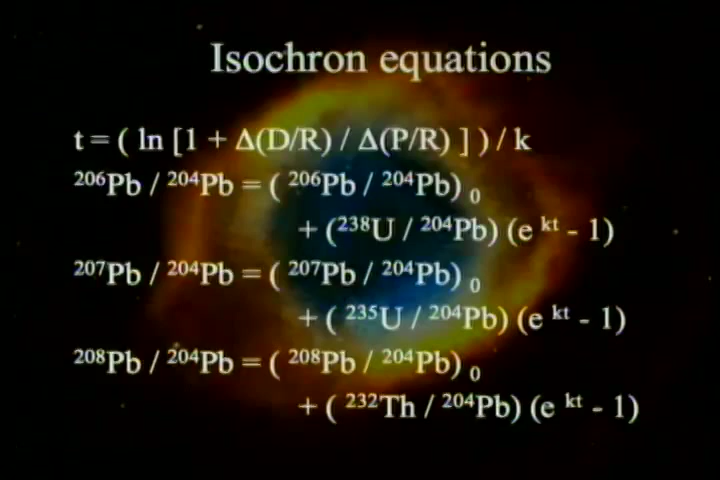 Isochron equations
t = ( ln [1 + Δ(D/R) / Δ(P/R) ] ) / k
²⁰⁶Pb / ²⁰⁴Pb = ( ²⁰⁶Pb / ²⁰⁴Pb) ₀
+ (²³⁸U / ²⁰⁴Pb) (e ᵏᵗ - 1)
²⁰⁷Pb / ²⁰⁴Pb = ( ²⁰⁷Pb / ²⁰⁴Pb) ₀
+ ( ²³⁵U / ²⁰⁴Pb) (e ᵏᵗ - 1)
²⁰⁸Pb / ²⁰⁴Pb = ( ²⁰⁸Pb / ²⁰⁴Pb) ₀
+ ( ²³²Th / ²⁰⁴Pb) (e ᵏᵗ - 1)